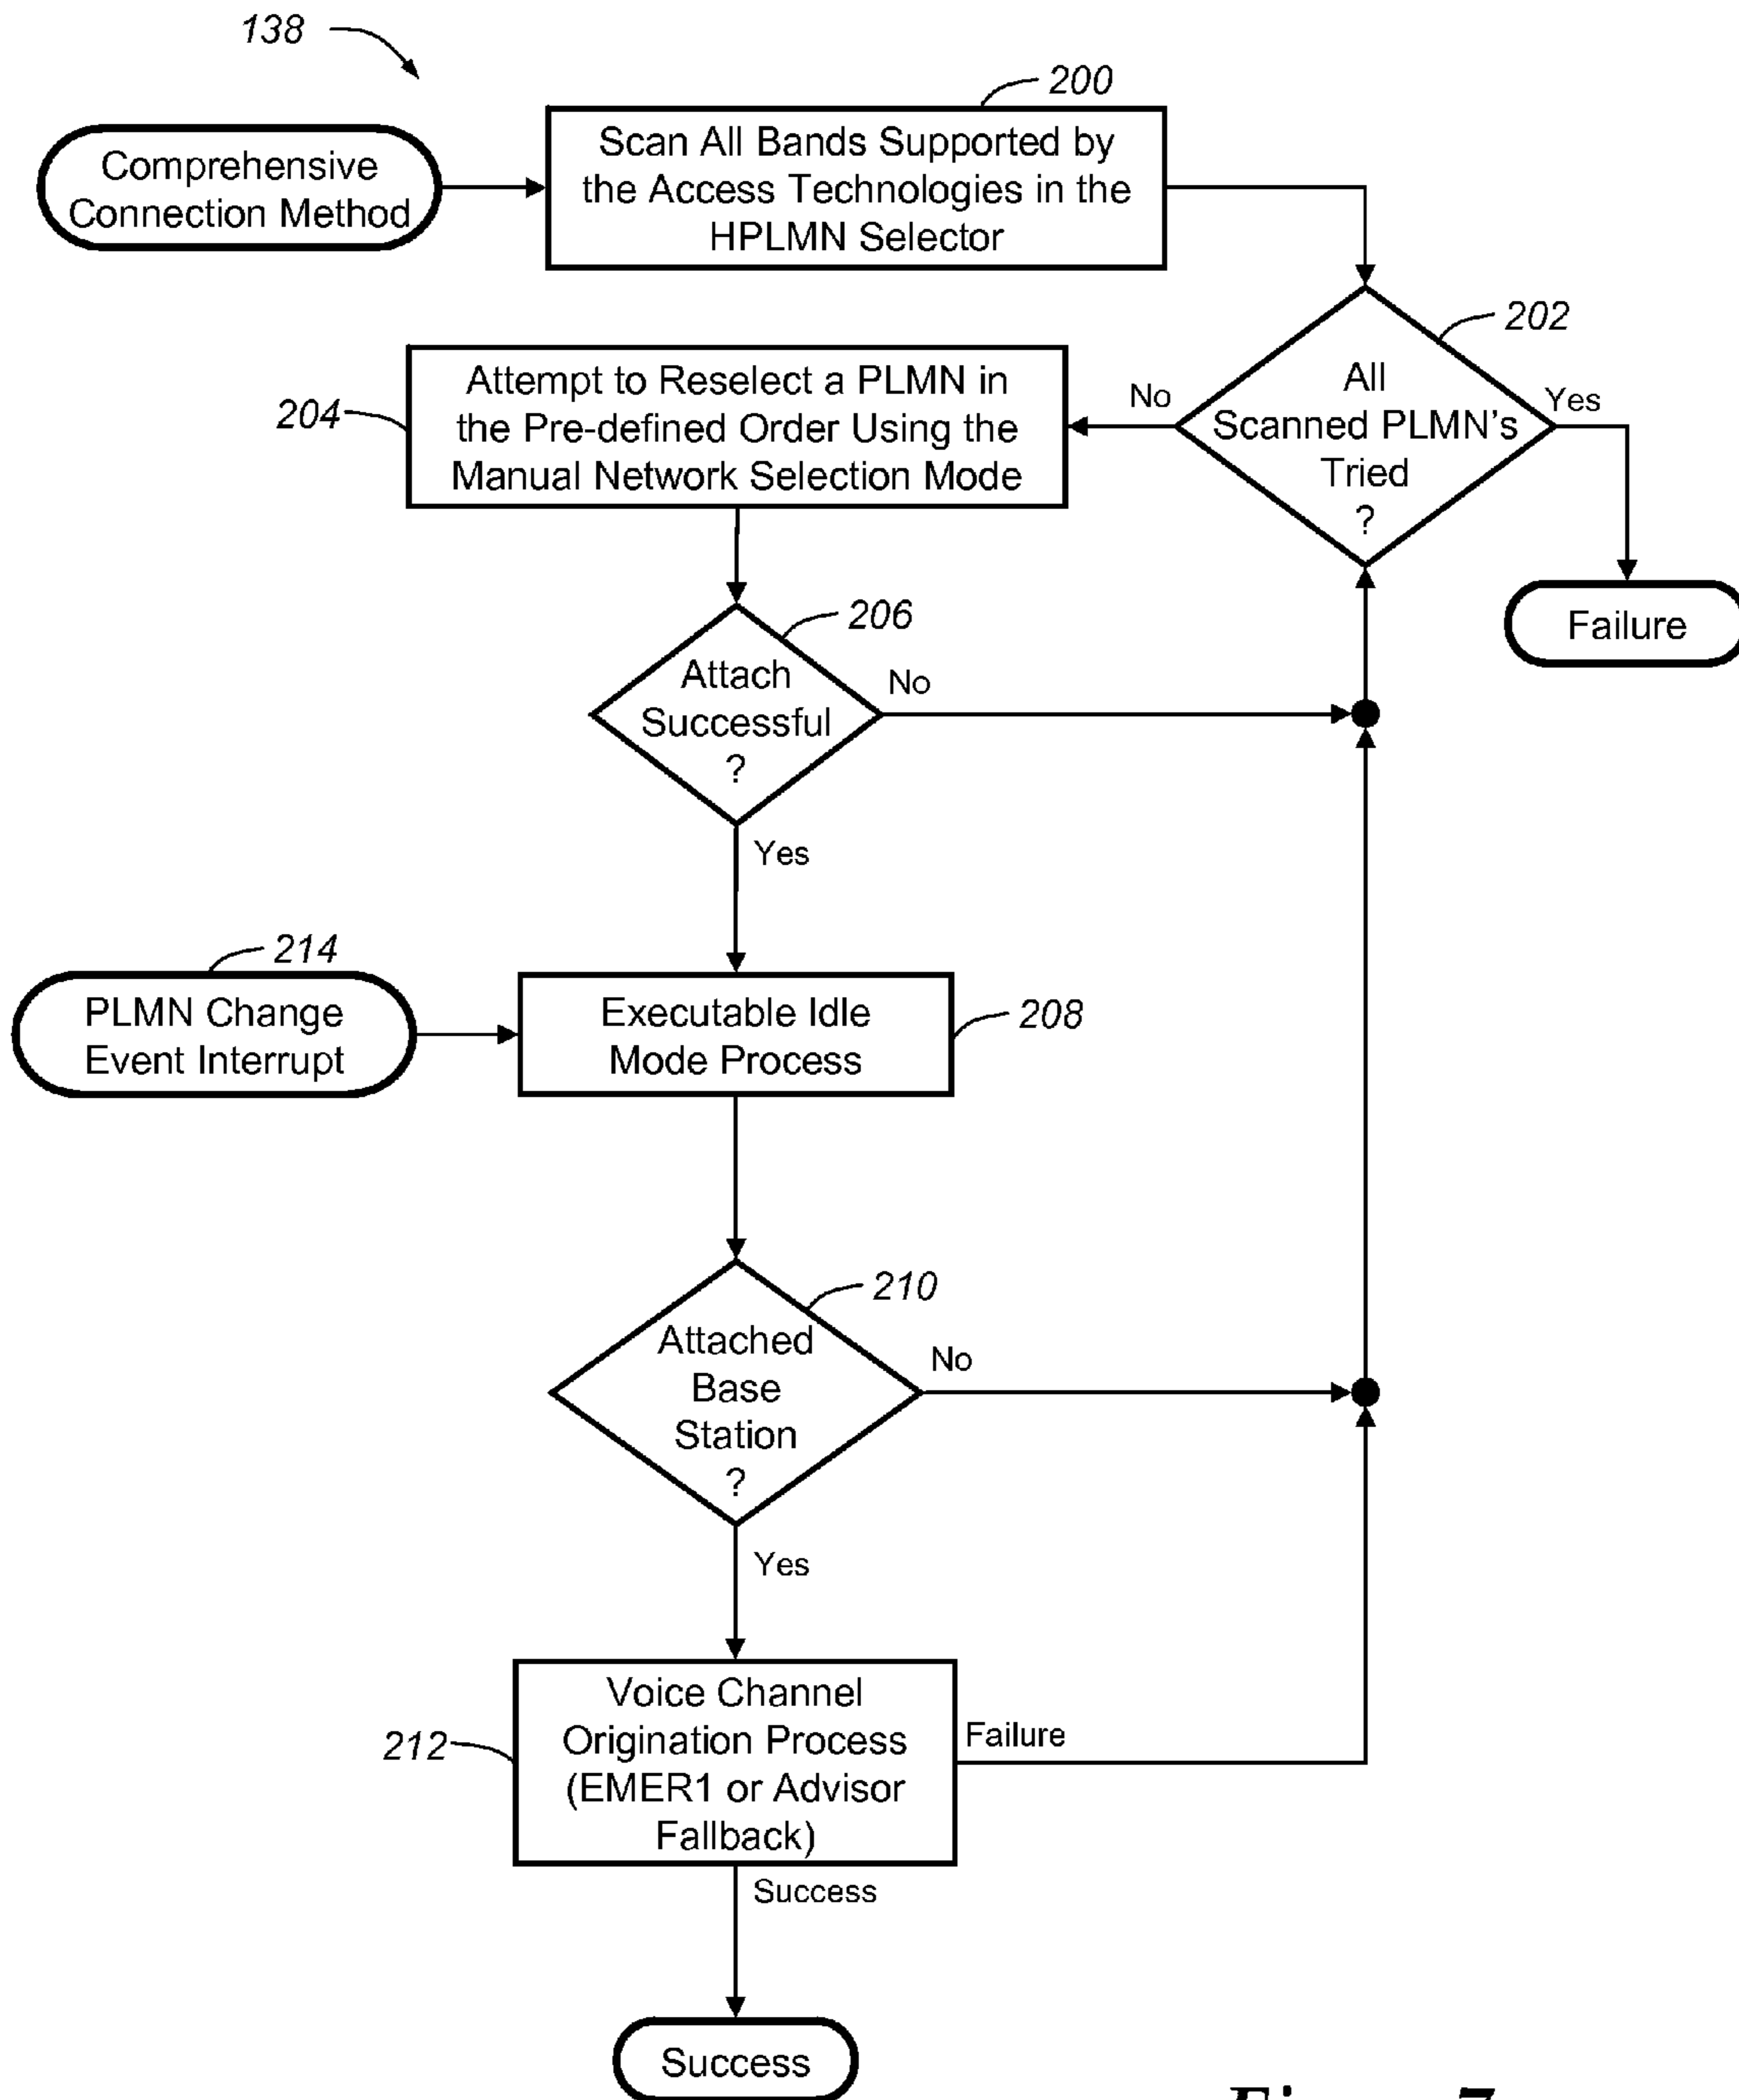 138
200
Comprehensive
Connection Method
Scan All Bands Supported by
the Access Technologies in the
HPLMN Selector
202
204
Attempt to Reselect a PLMN in
the Pre-defined Order Using the
Manual Network Selection Mode
No
All
Scanned PLMN's
Tried
?
Yes
Failure
206
Attach
Successful
?
No
Yes
214
PLMN Change
Event Interrupt
Executable Idle
Mode Process
208
210
Attached
Base
Station
?
No
Yes
212
Voice Channel
Origination Process
(EMER1 or Advisor
Fallback)
Failure
Success
Success